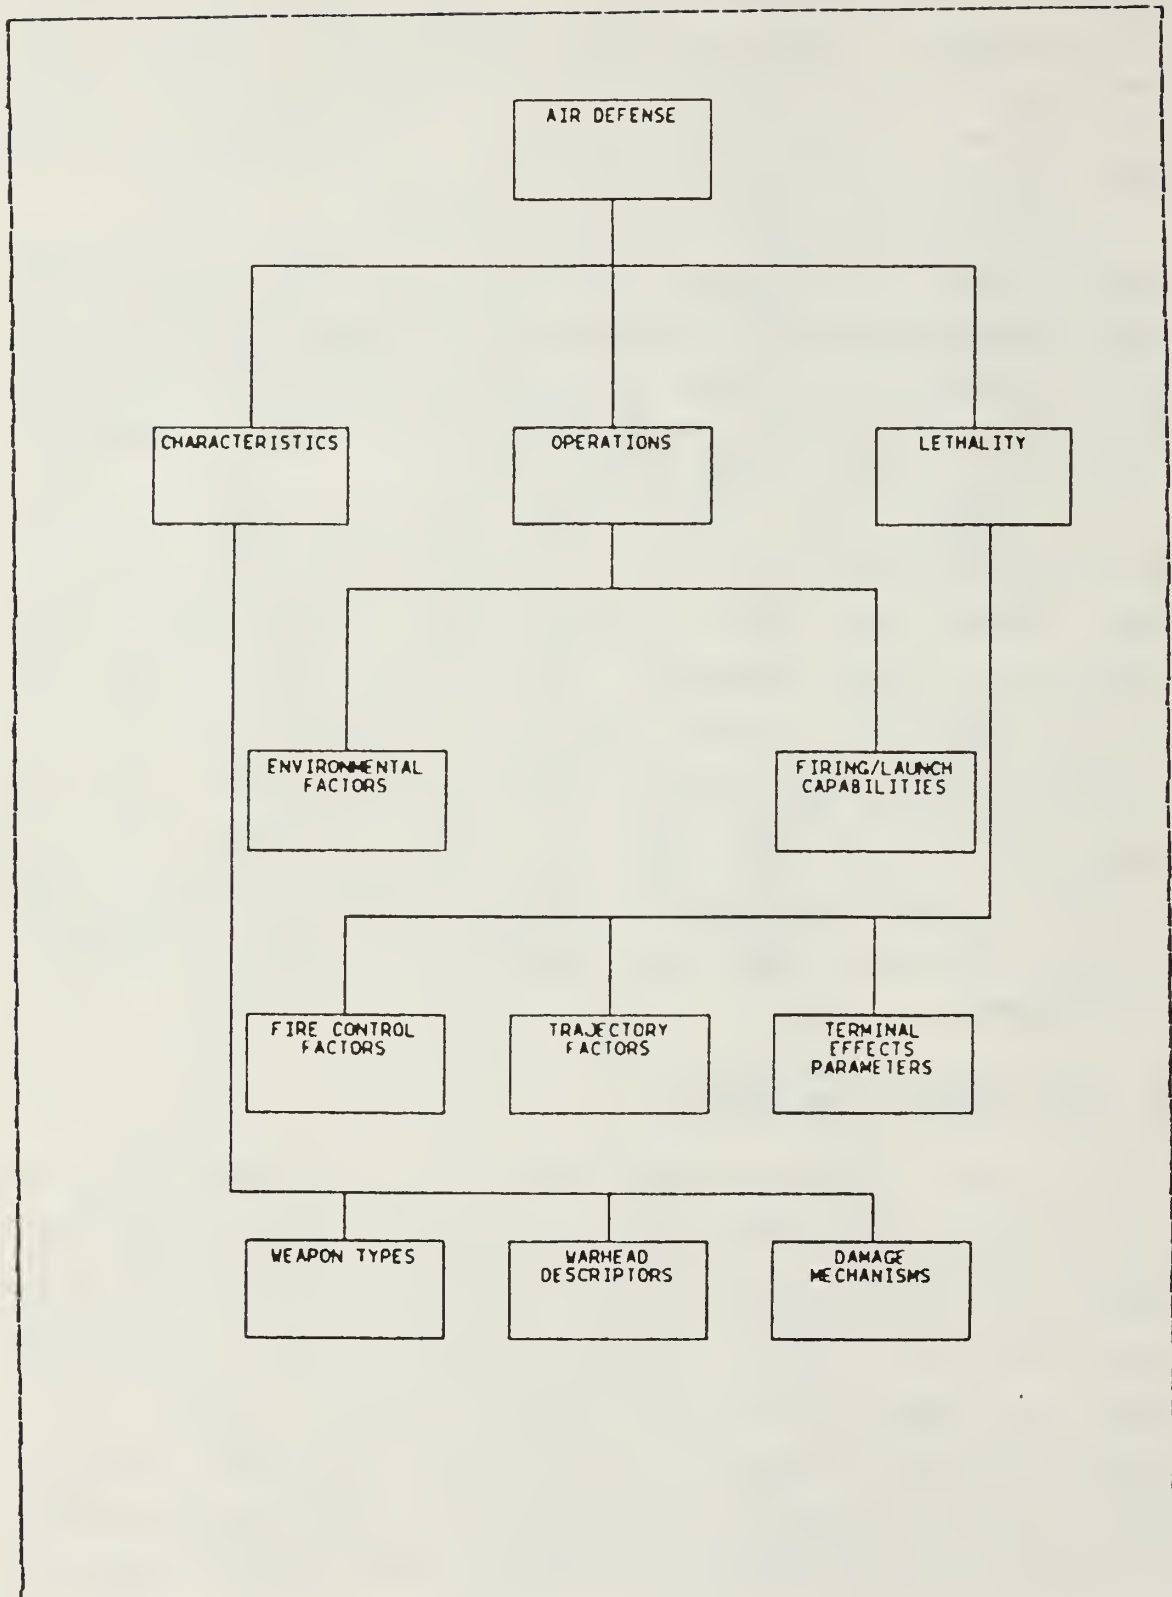 AIR DEFENSE
CHARACTERISTICS
OPERATIONS
LETHALITY
ENVIRONMENTAL
FACTORS
FIRING/LAUNCH
CAPABILITIES
FIRE CONTROL
FACTORS
TRAJECTORY
FACTORS
TERMINAL
EFFECTS
PARAMETERS
WEAPON TYPES
WARHEAD
DESCRIPTORS
DAMAGE
MECHANISMS